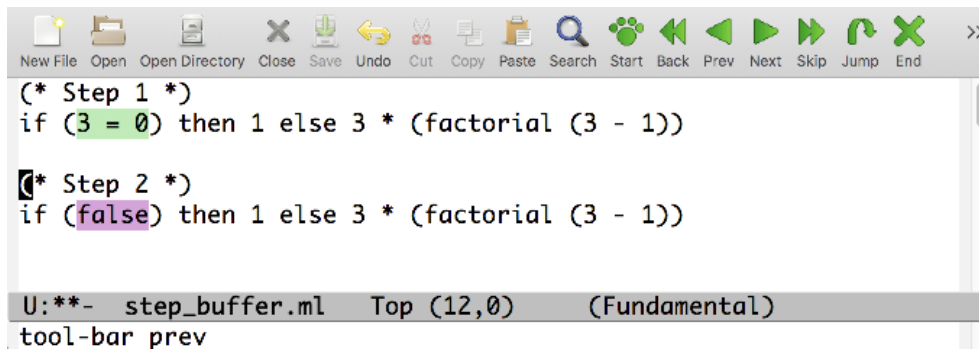 New File Open Open Directory Close Save Undo Cut Copy Paste Search Start Back Prev Next Skip Jump End
(* Step 1 *)
if (3 = 0) then 1 else 3 * (factorial (3 - 1))
(* Step 2 *)
if (false) then 1 else 3 * (factorial (3 - 1))
U:**- step_buffer.ml Top (12,0) (Fundamental)
tool-bar prev